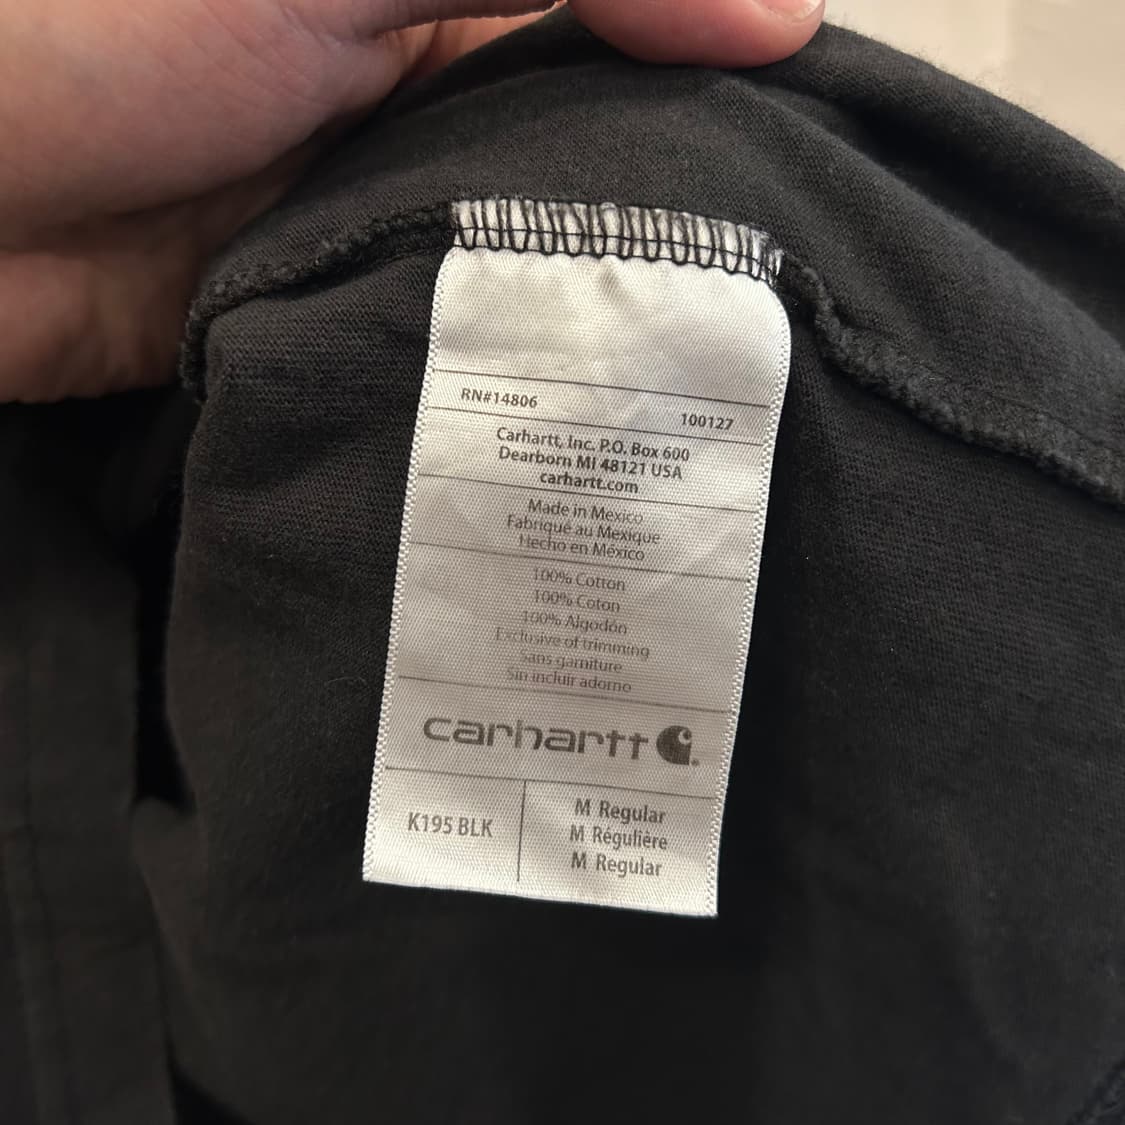 RN#14806
100127
Carhartt, Inc. P.O. Box 600
Dearborn MI 48121 USA
carhartt.com
Made in Mexico
Fabriqué au Mexique
Hecho en México
100% Cotton
100% Coton
100% Algodón
Exclusive of trimming
Sans garniture
Sin incluir adorno
carhartt
K195 BLK
M Regular
M Régulière
M Regular